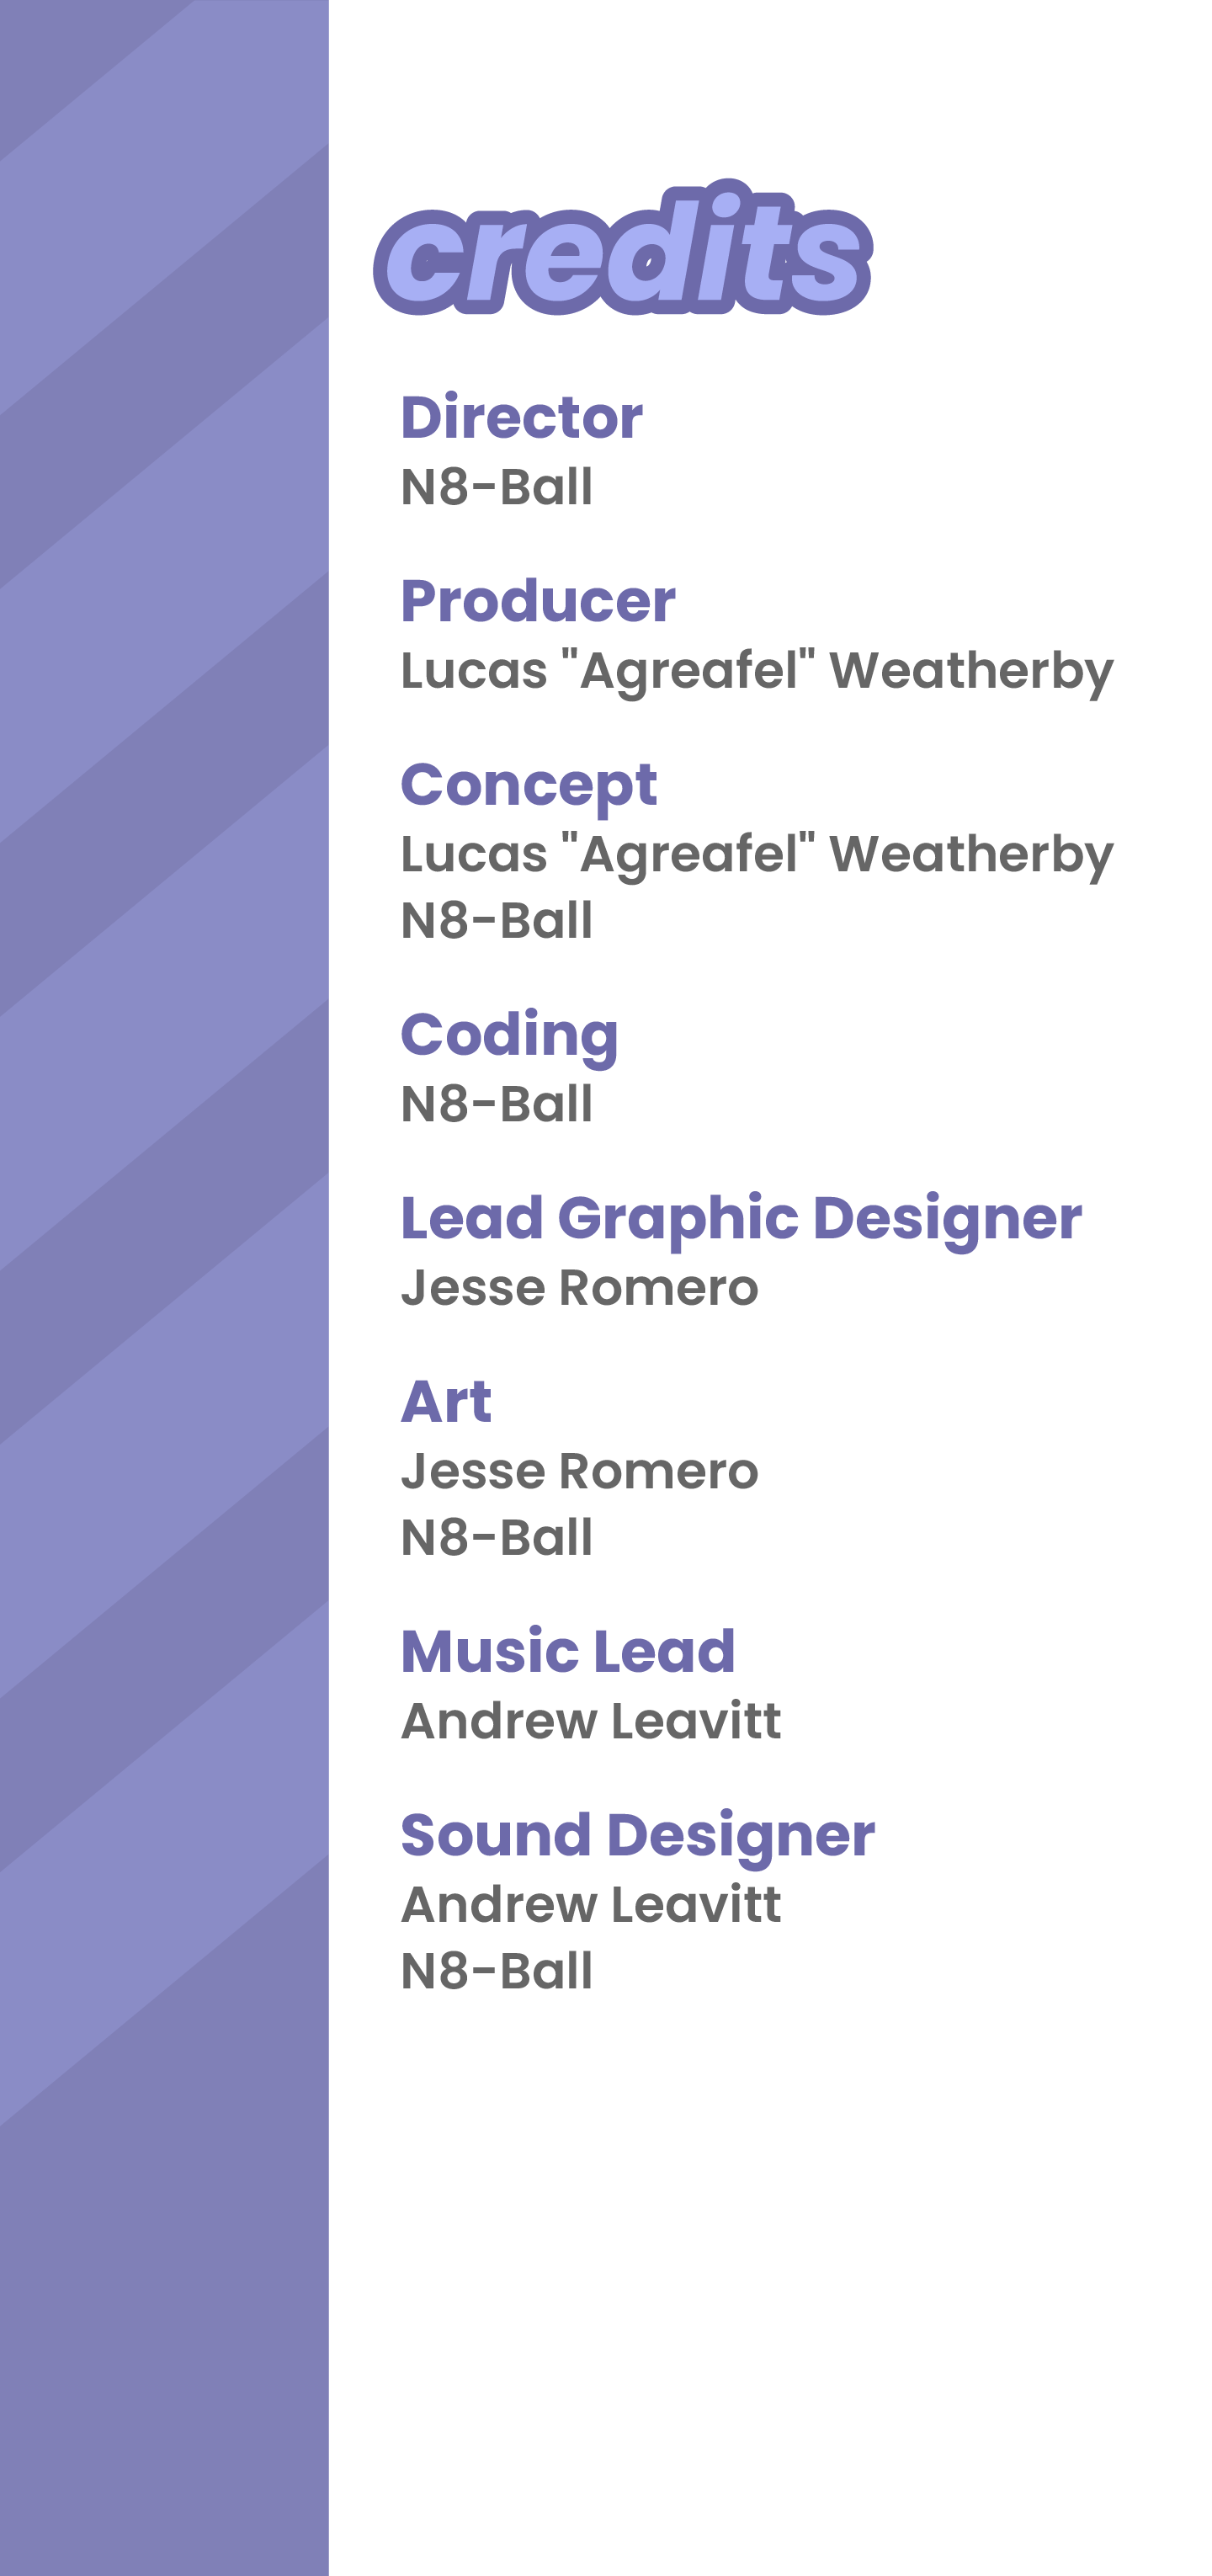 credits
Director
N8-Ball
Producer
Lucas "Agreafel" Weatherby
Concept
Lucas "Agreafel" Weatherby
N8-Ball
Coding
N8-Ball
Lead Graphic Designer
Jesse Romero
Art
Jesse Romero
N8-Ball
Music Lead
Andrew Leavitt
Sound Designer
Andrew Leavitt
N8-Ball